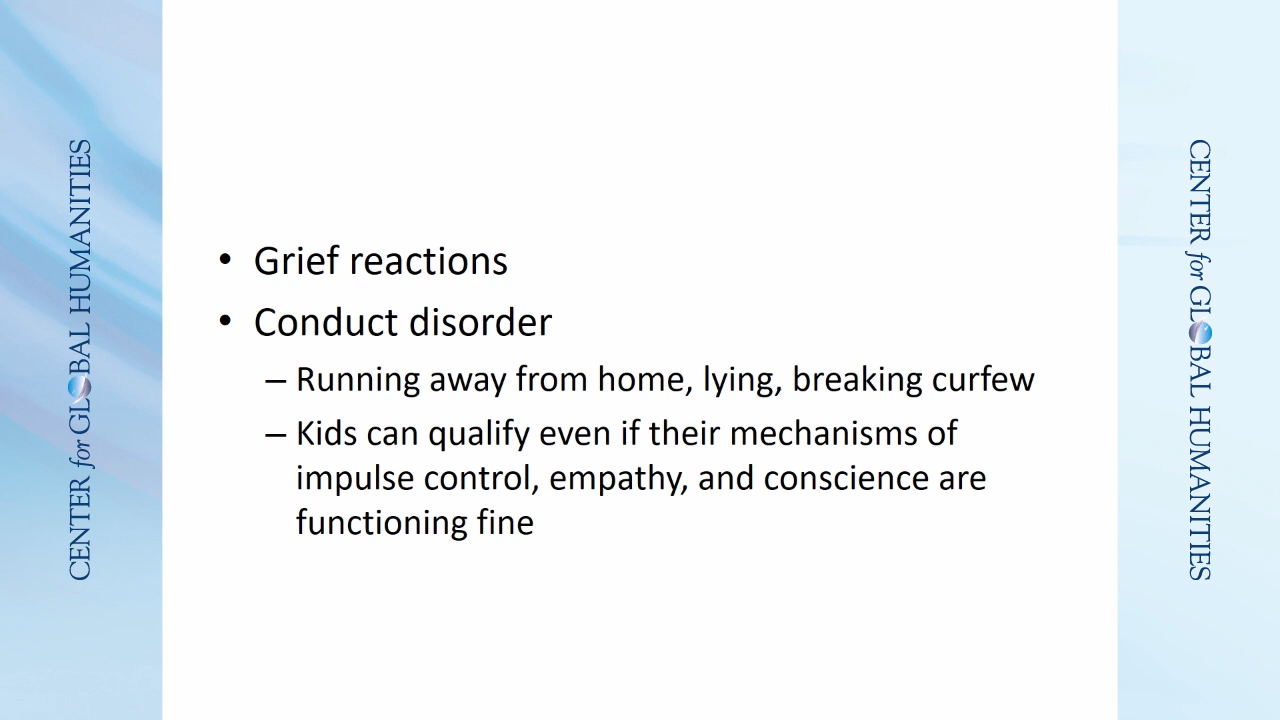 CENTER for GLOBAL HUMANITIES
• Grief reactions
• Conduct disorder
– Running away from home, lying, breaking curfew
– Kids can qualify even if their mechanisms of
impulse control, empathy, and conscience are
functioning fine
CENTER for GLOBAL HUMANITIES